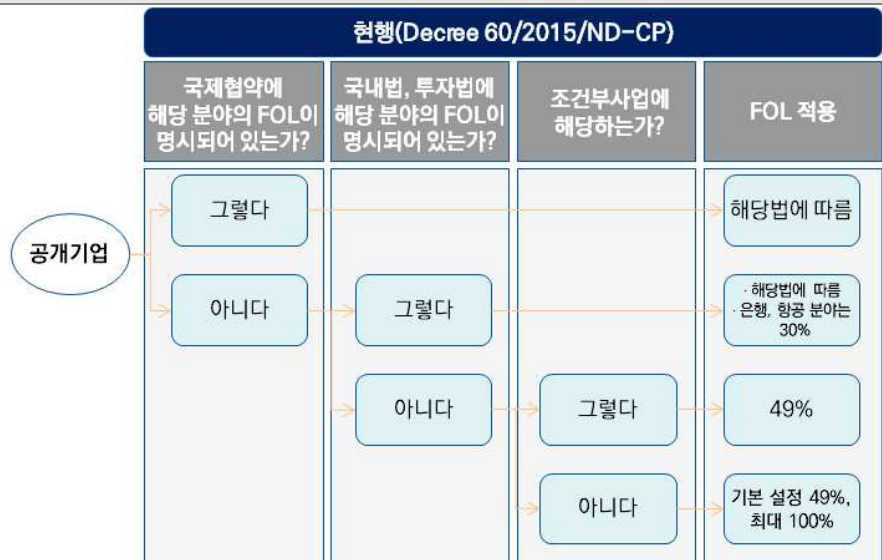 현행(Decree 60/2015/ND-CP)
국제협약에
해당 분야의 FOL이
명시되어 있는가?
국내법, 투자법에
해당 분야의 FOL이
명시되어 있는가?
조건부사업에
해당하는가?
FOL 적용
공개기업
그렇다
해당법에 따름
아니다
그렇다
· 해당법에 따름
· 은행, 항공 분야는
30%
아니다
그렇다
49%
아니다
기본 설정 49%,
최대 100%